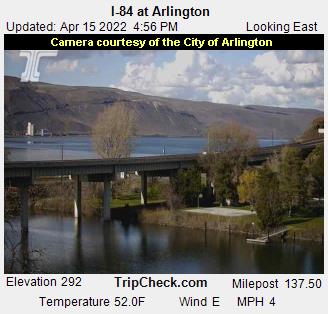 I-84 at Arlington
Updated: Apr 15 2022 4:56 PM Looking East
Camera courtesy of the City of Arlington
Elevation 292 TripCheck.com Milepost 137.50
Temperature 52.0F Wind E MPH 4